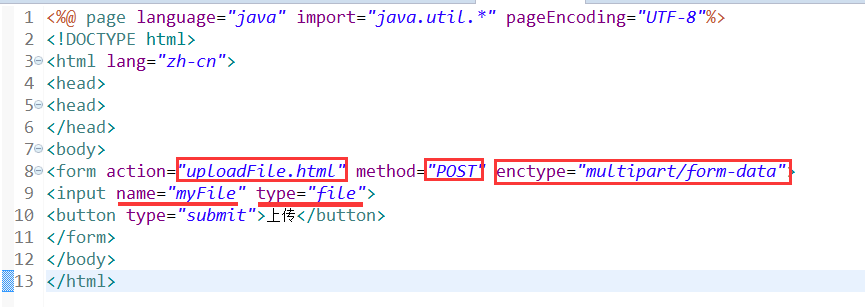 1 <%@ page language="java" import="java.util.*" pageEncoding="UTF-8"%>
2 <!DOCTYPE html>
3 <html lang="zh-cn">
4 <head>
5 <head>
6 </head>
7 <body>
8 <form action="uploadFile.html" method="POST" enctype="multipart/form-data">
9 <input name="myFile" type="file">
10 <button type="submit">上传</button>
11 </form>
12 </body>
13 </html>